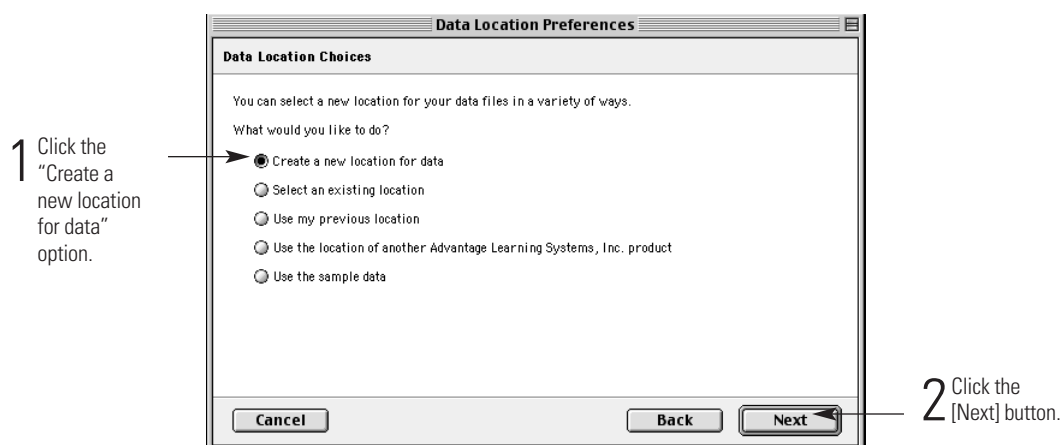 Data Location Preferences
Data Location Choices
You can select a new location for your data files in a variety of ways.
What would you like to do?
1 Click the
"Create a
new location
for data"
option.
Create a new location for data
Select an existing location
Use my previous location
Use the location of another Advantage Learning Systems, Inc. product
Use the sample data
Cancel
Back
Next
2 Click the
[Next] button.